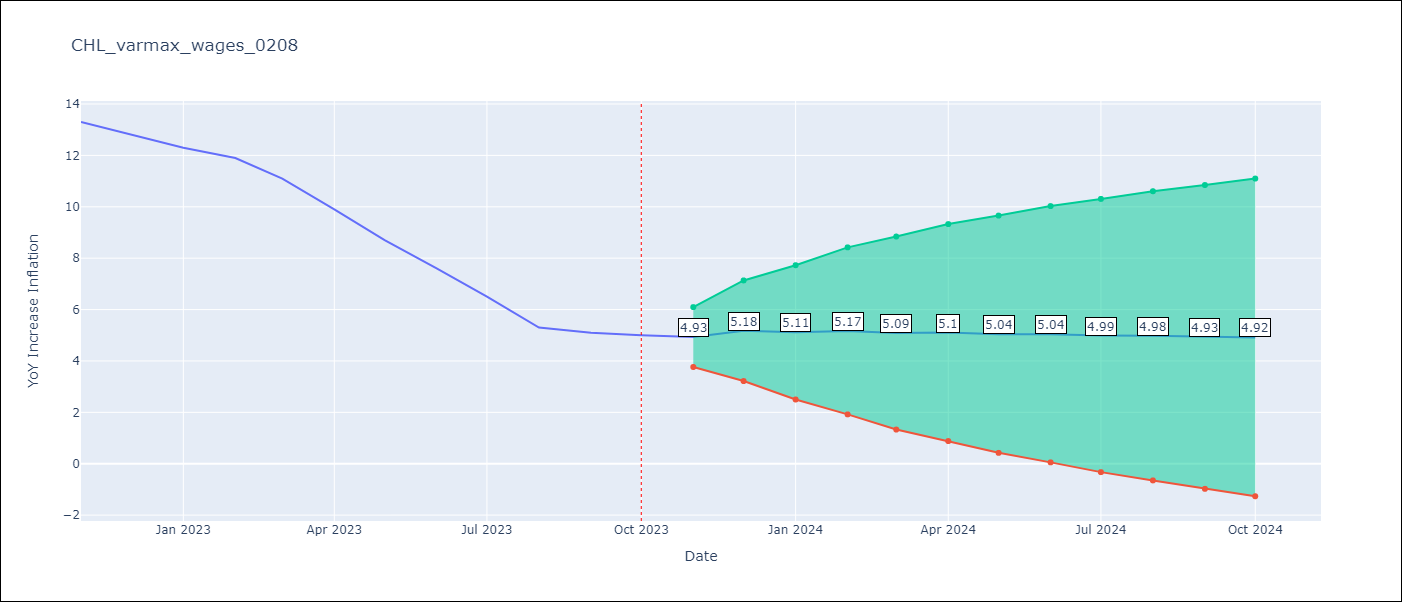 CHL_varmax_wages_0208
YoY Increase Inflation
14
12
10
8
6
4
2
0
−2
4.93
5.18
5.11
5.17
5.09
5.1
5.04
5.04
4.99
4.98
4.93
4.92
Jan 2023
Apr 2023
Jul 2023
Oct 2023
Jan 2024
Apr 2024
Jul 2024
Oct 2024
Date